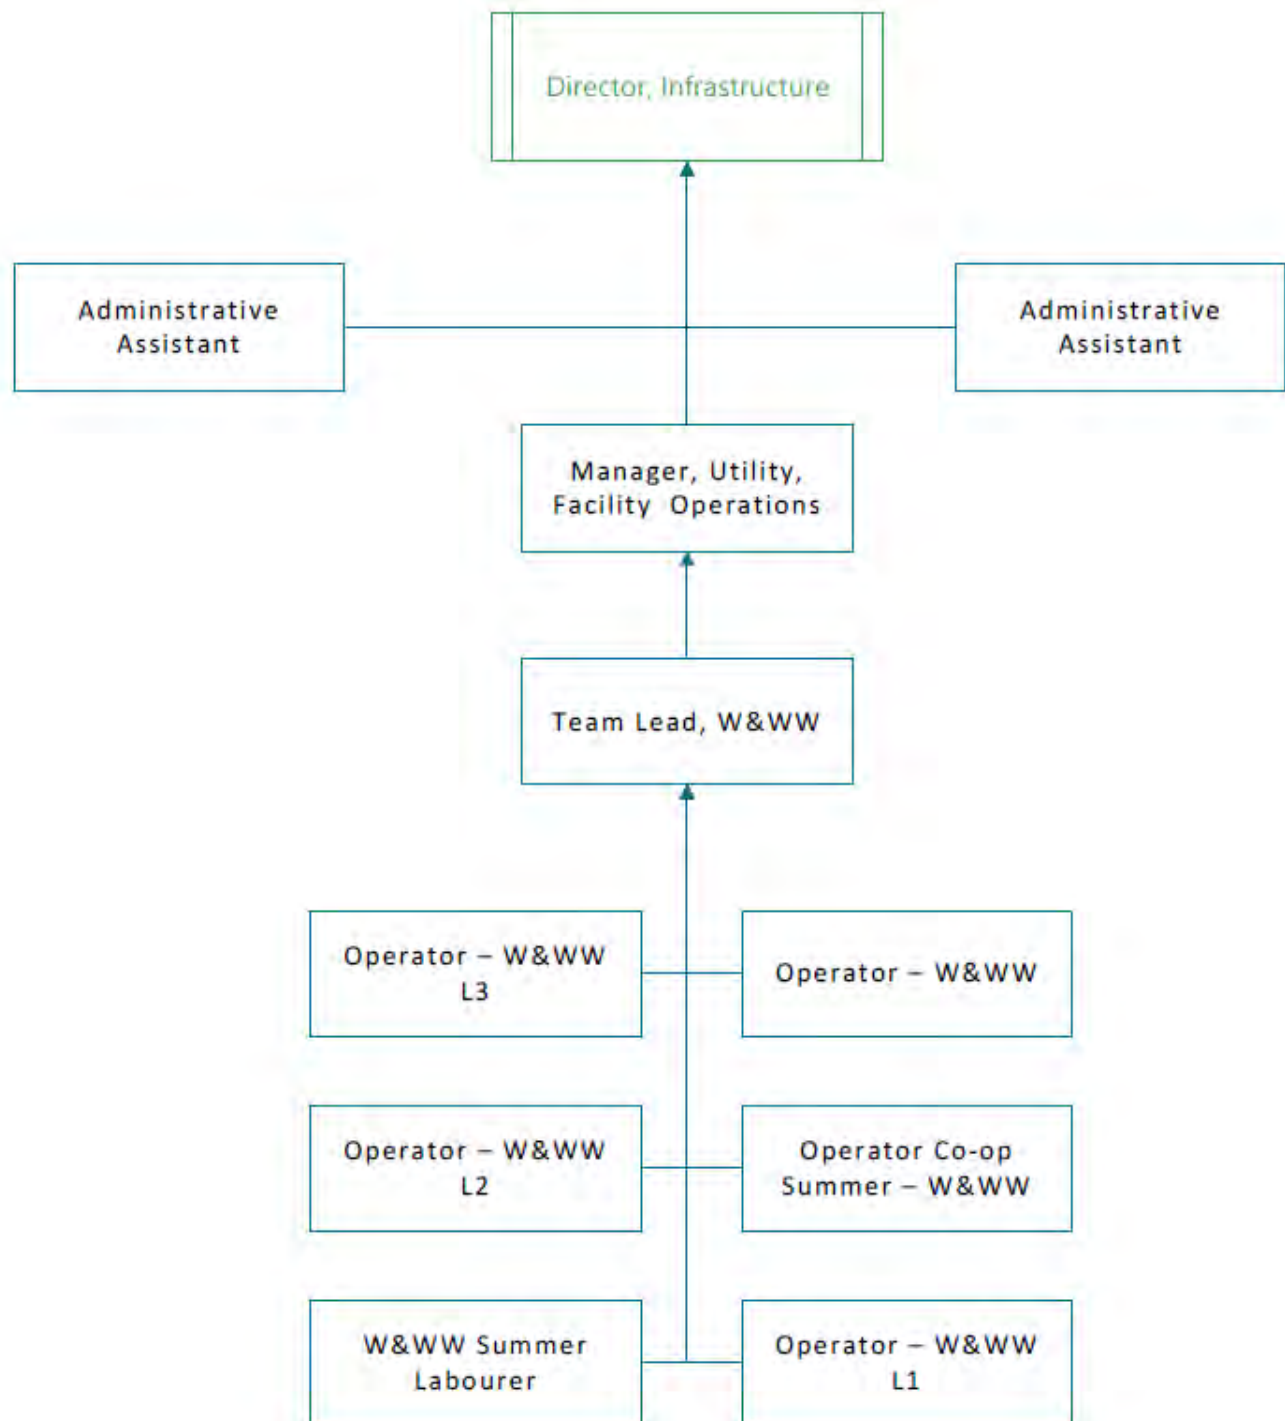 Director, Infrastructure
Administrative
Assistant
Administrative
Assistant
Manager, Utility,
Facility Operations
Team Lead, W&WW
Operator – W&WW
L3
Operator – W&WW
Operator – W&WW
L2
Operator Co-op
Summer – W&WW
W&WW Summer
Labourer
Operator – W&WW
L1